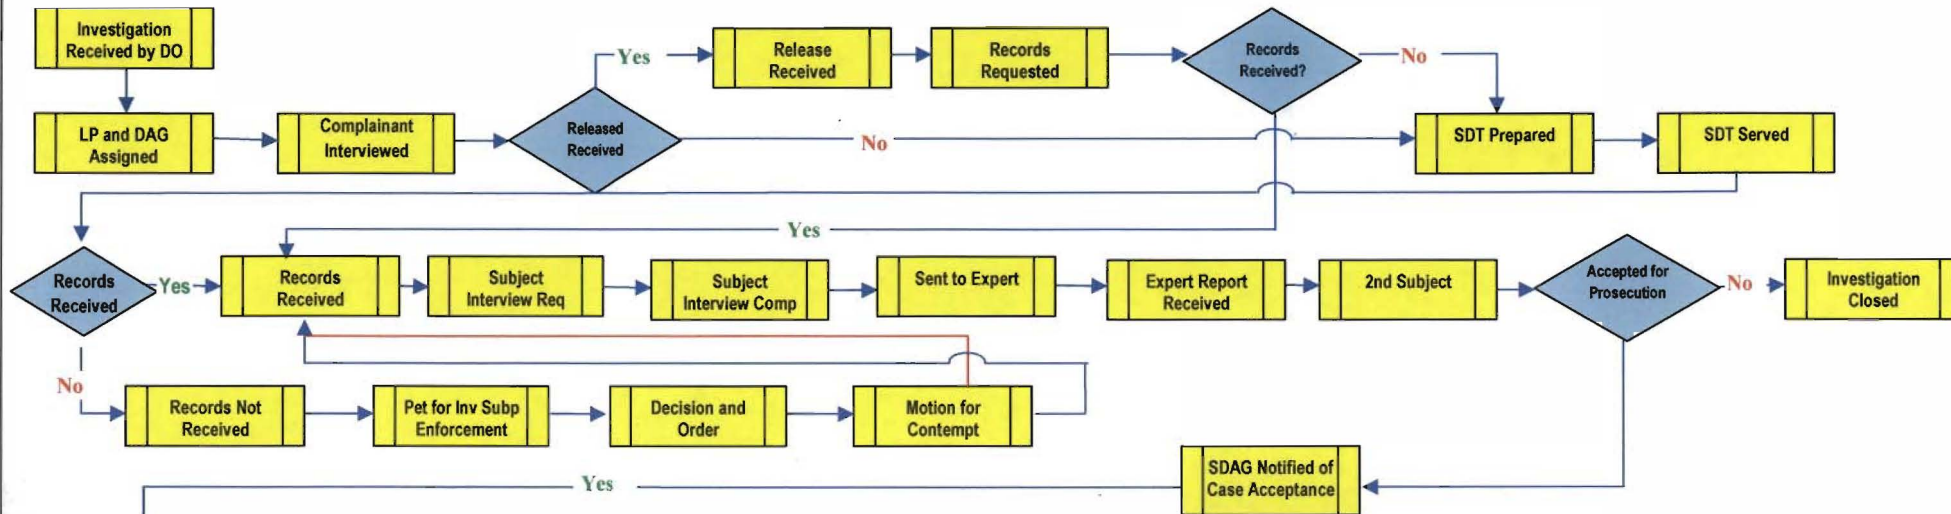 Investigation
Received by DO
Yes
Release
Received
Records
Requested
Records
Received?
No
LP and DAG
Assigned
Complainant
Interviewed
Released
Received
No
SDT Prepared
SDT Served
Yes
Records
Received
Yes
Records
Received
Subject
Interview Req
Subject
Interview Comp
Sent to Expert
Expert Report
Received
2nd Subject
Accepted for
Prosecution
No
Investigation
Closed
No
Records Not
Received
Pet for Inv Subp
Enforcement
Decision and
Order
Motion for
Contempt
SDAG Notified of
Case Acceptance
Yes